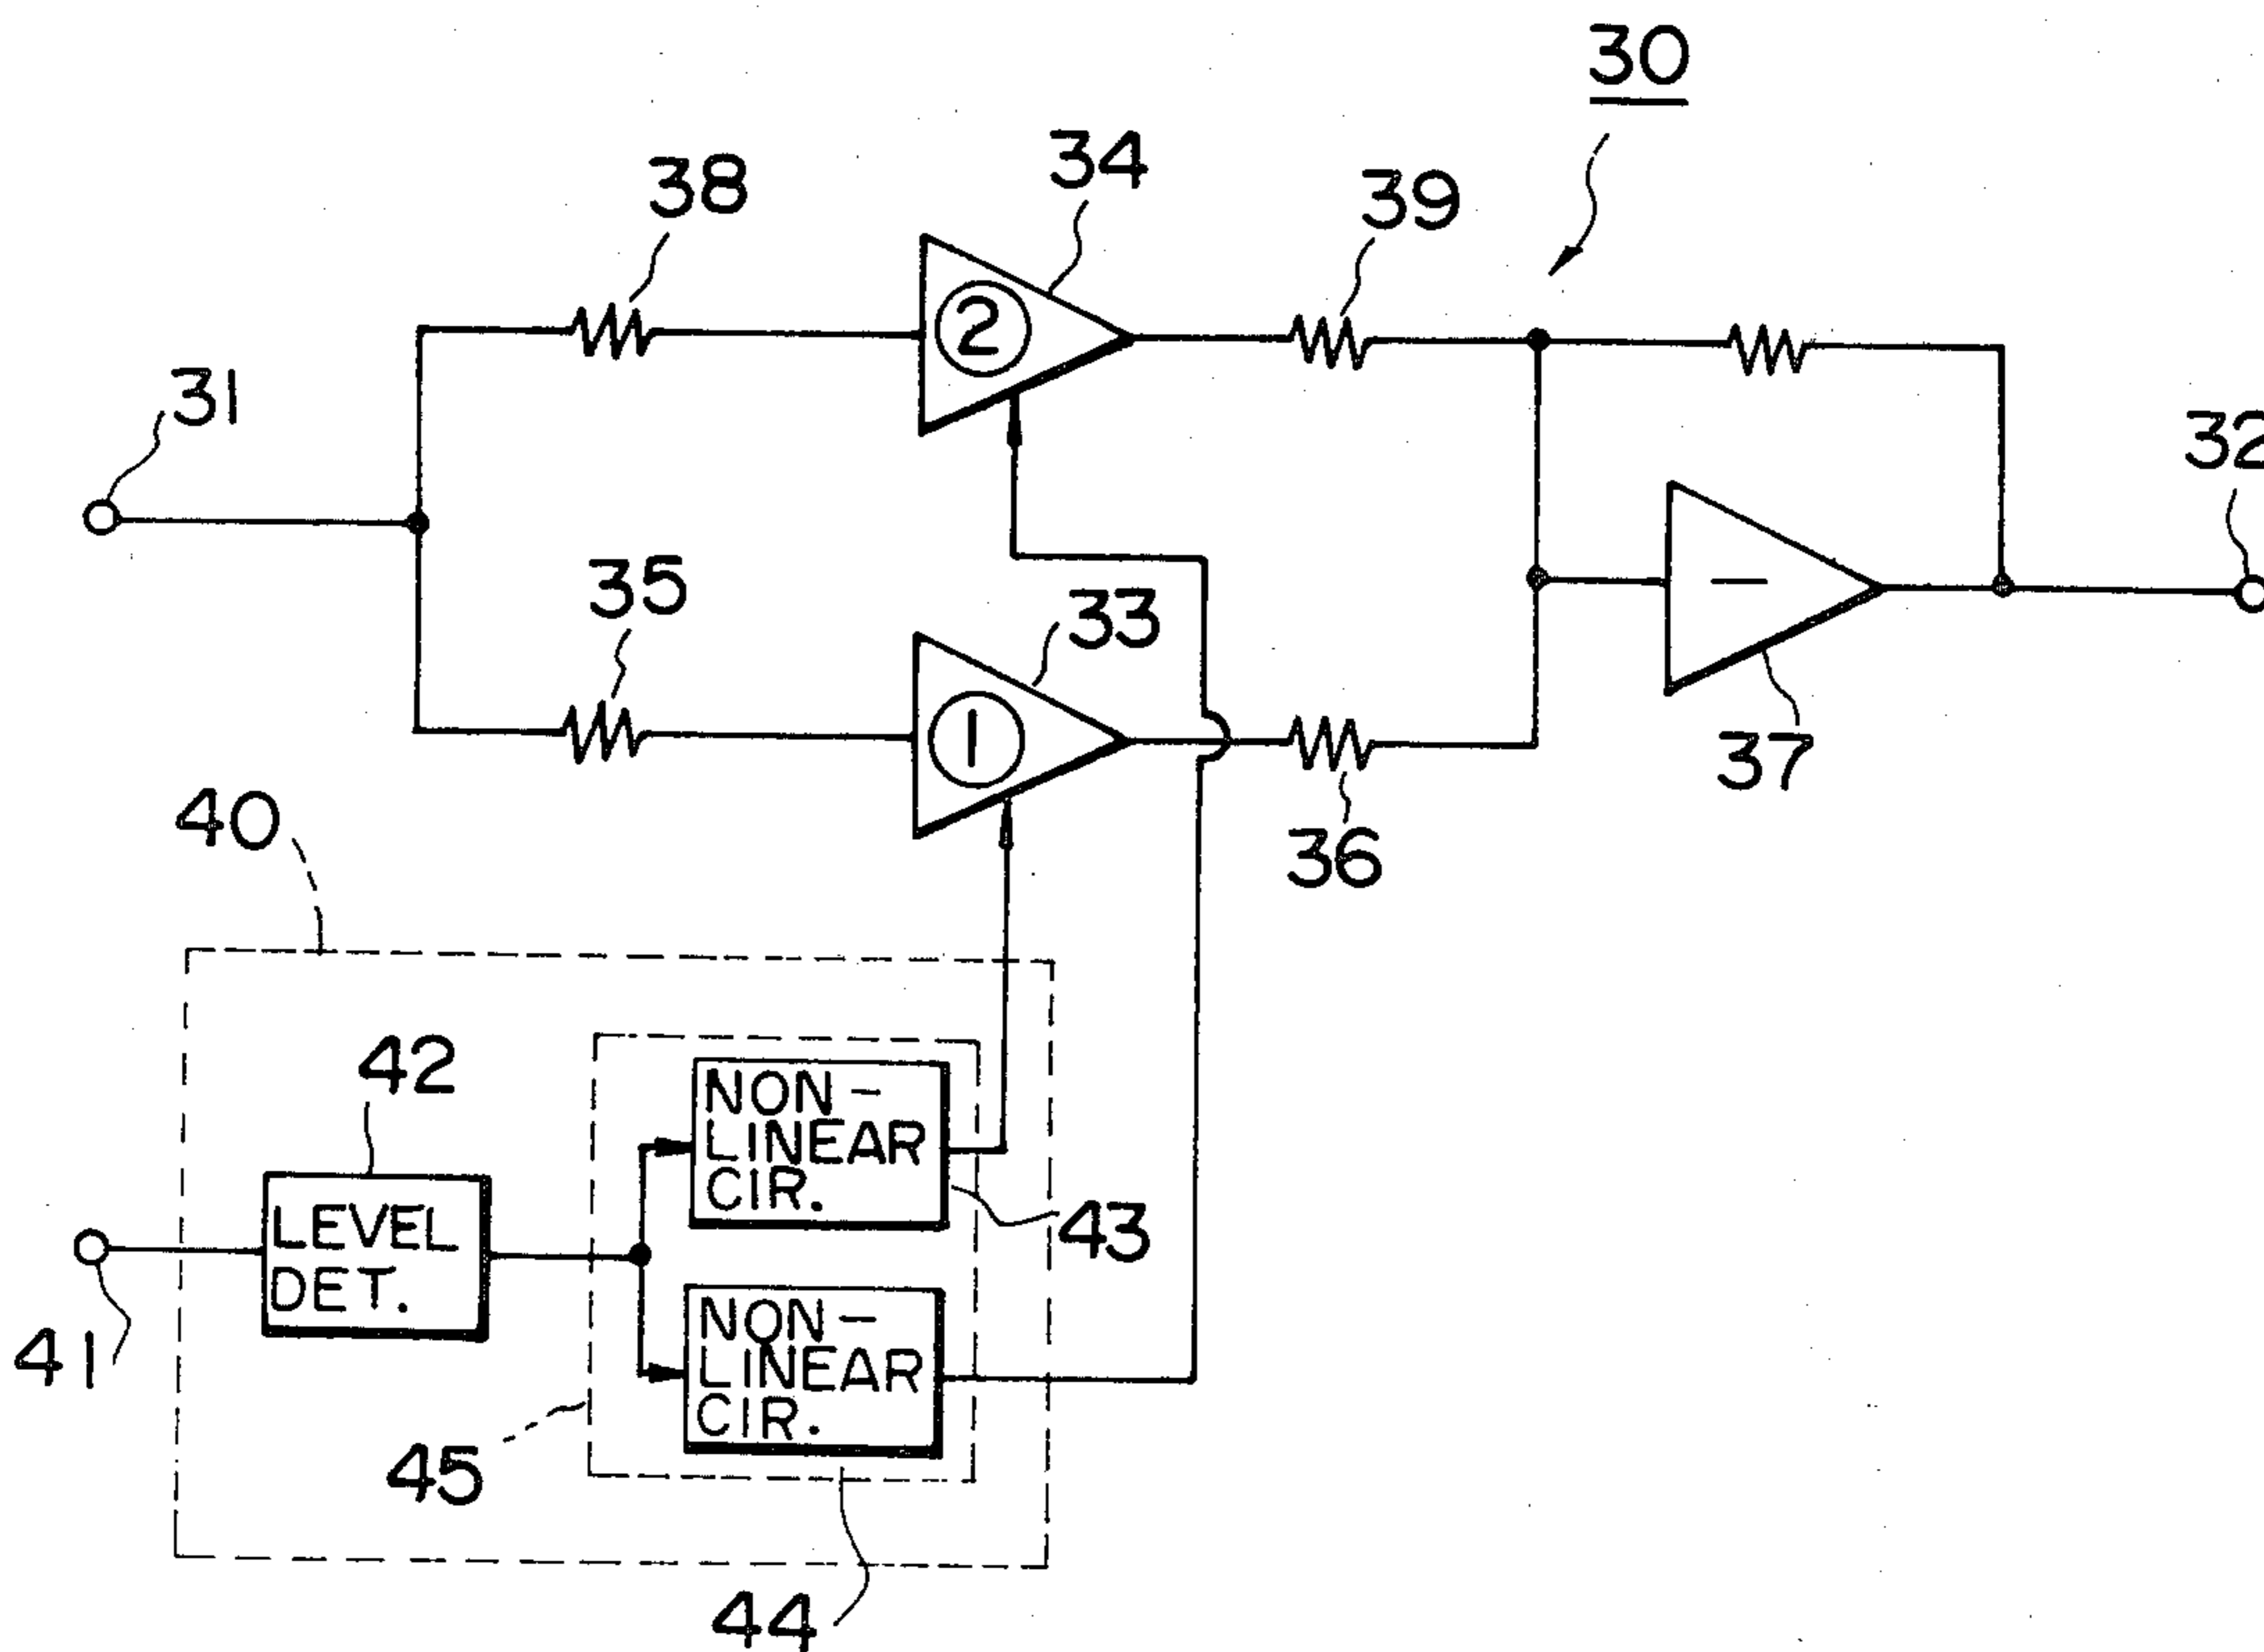 30
38
34
39
31
②
32
35
33
①
37
36
40
42
NON-
LINEAR
CIR.
43
LEVEL
DET.
41
NON-
LINEAR
CIR.
45
44
−